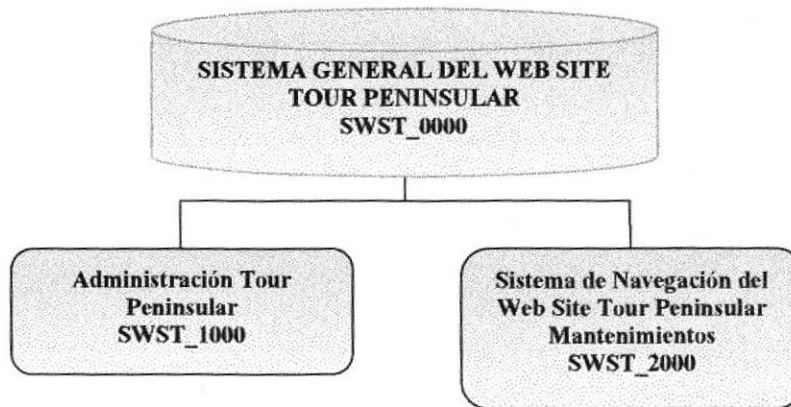 SISTEMA GENERAL DEL WEB SITE
TOUR PENINSULAR
SWST_0000
Administración Tour
Peninsular
SWST_1000
Sistema de Navegación del
Web Site Tour Peninsular
Mantenimientos
SWST_2000